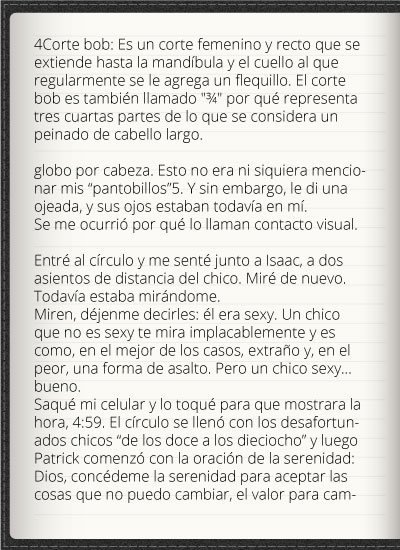 4Corte bob: Es un corte femenino y recto que se
extiende hasta la mandíbula y el cuello al que
regularmente se le agrega un flequillo. El corte
bob es también llamado "¾" por qué representa
tres cuartas partes de lo que se considera un
peinado de cabello largo.
globo por cabeza. Esto no era ni siquiera mencio-
nar mis “pantobillos”5. Y sin embargo, le di una
ojeada, y sus ojos estaban todavía en mí.
Se me ocurrió por qué lo llaman contacto visual.
Entré al círculo y me senté junto a Isaac, a dos
asientos de distancia del chico. Miré de nuevo.
Todavía estaba mirándome.
Miren, déjenme decirles: él era sexy. Un chico
que no es sexy te mira implacablemente y es
como, en el mejor de los casos, extraño y, en el
peor, una forma de asalto. Pero un chico sexy...
bueno.
Saqué mi celular y lo toqué para que mostrara la
hora, 4:59. El círculo se llenó con los desafortun-
ados chicos “de los doce a los dieciocho” y luego
Patrick comenzó con la oración de la serenidad:
Dios, concédeme la serenidad para aceptar las
cosas que no puedo cambiar, el valor para cam-